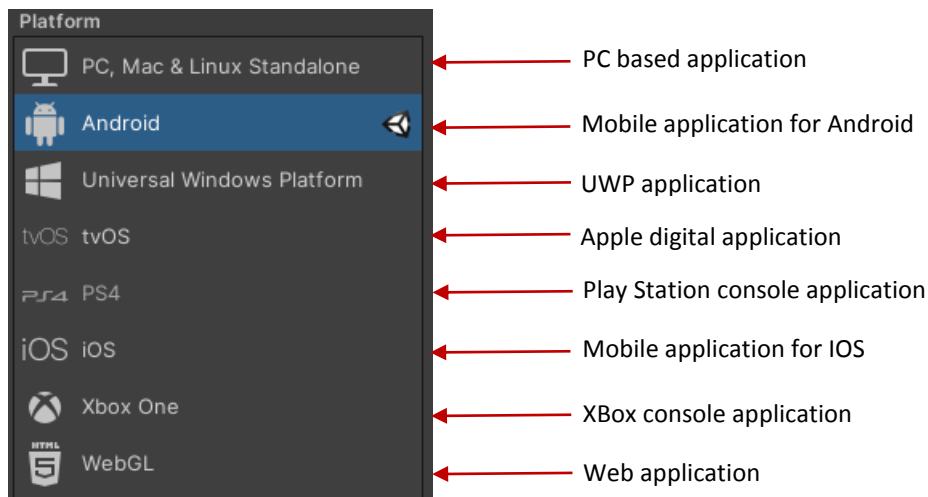 Platform
PC, Mac & Linux Standalone PC based application
Android Mobile application for Android
Universal Windows Platform UWP application
tvOS tvOS Apple digital application
PS4 PS4 Play Station console application
iOS iOS Mobile application for IOS
Xbox One XBox console application
HTML 5 WebGL Web application